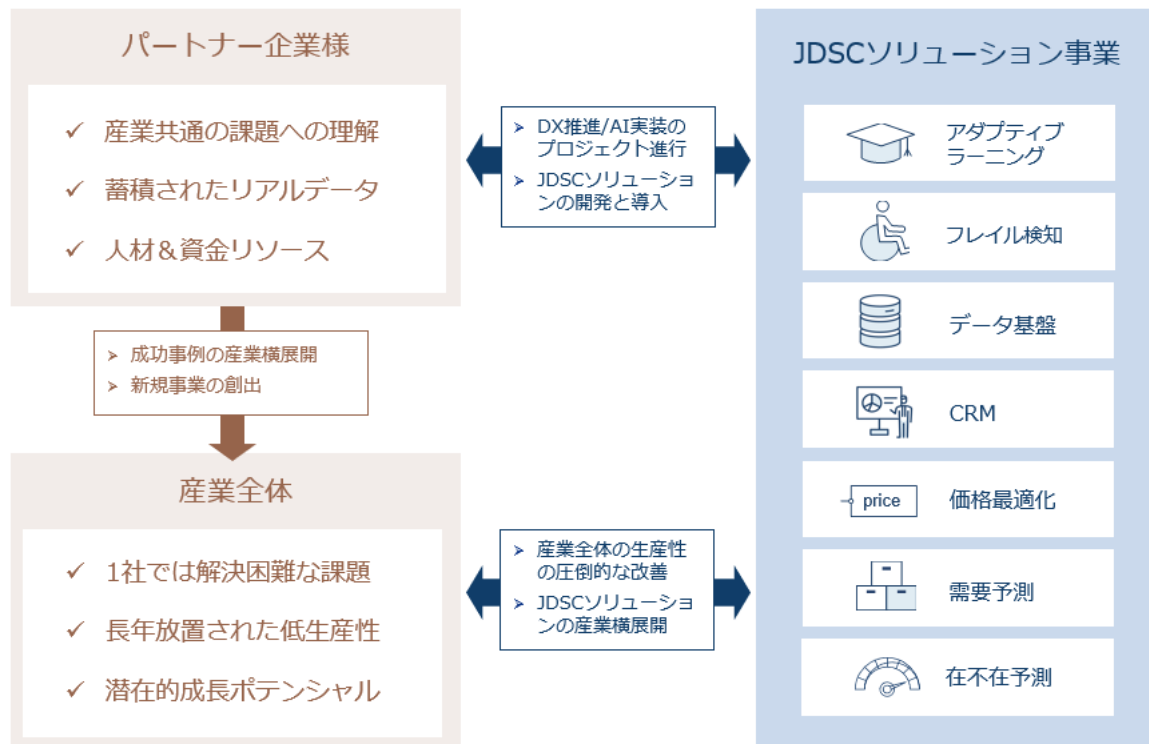 パートナー企業様
産業共通の課題への理解
蓄積されたリアルデータ
人材&資金リソース
DX推進/AI実装の
プロジェクト進行
JDSCソリューショ
ンの開発と導入
成功事例の産業横展開
新規事業の創出
産業全体
1社では解決困難な課題
長年放置された低生産性
潜在的成長ポテンシャル
産業全体の生産性
の圧倒的な改善
JDSCソリューショ
ンの産業横展開
JDSCソリューション事業
アダプティブ
ラーニング
フレイル検知
データ基盤
CRM
price
価格最適化
需要予測
在不在予測